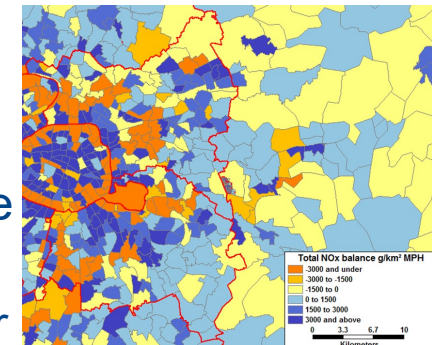 e
r
Total NOx balance g/km² MPH
-3000 and under
-3000 to -1500
-1500 to 0
0 to 1500
1500 to 3000
3000 and above
0 3.3 6.7 10
Kilometers